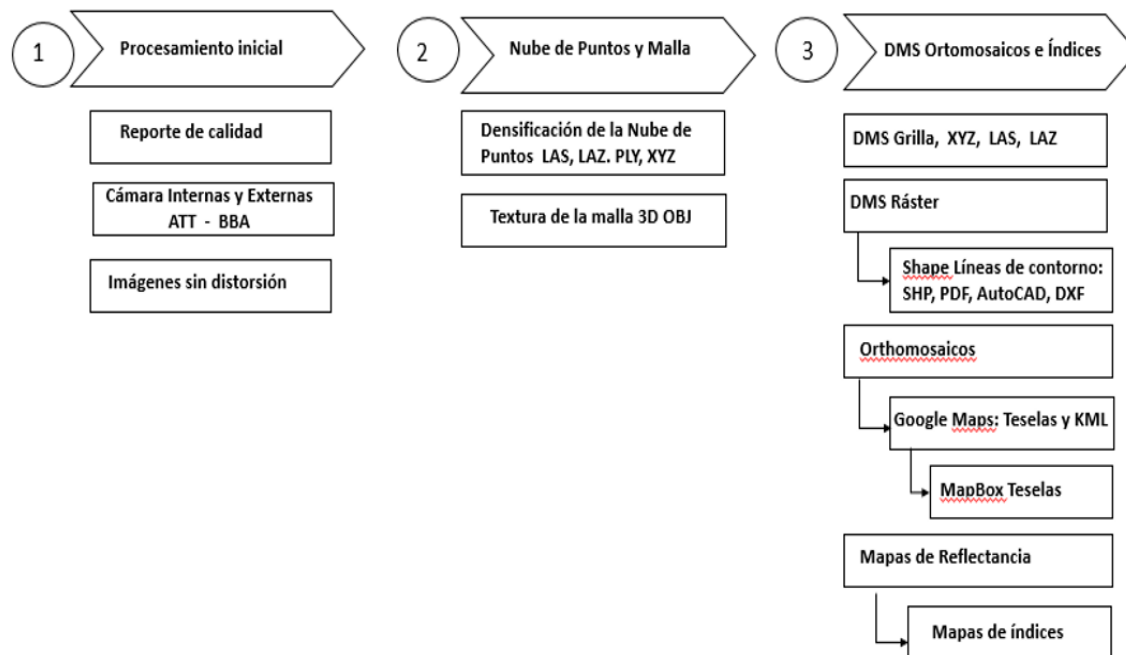 1
Procesamiento inicial
Reporte de calidad
Cámara Internas y Externas
ATT - BBA
Imágenes sin distorsión
2
Nube de Puntos y Malla
Densificación de la Nube de
Puntos LAS, LAZ. PLY, XYZ
Textura de la malla 3D OBJ
3
DMS Ortomosaicos e Índices
DMS Grilla, XYZ, LAS, LAZ
DMS Ráster
Shape Líneas de contorno:
SHP, PDF, AutoCAD, DXF
Orthomosaicos
Google Maps: Teselas y KML
MapBox Teselas
Mapas de Reflectancia
Mapas de índices